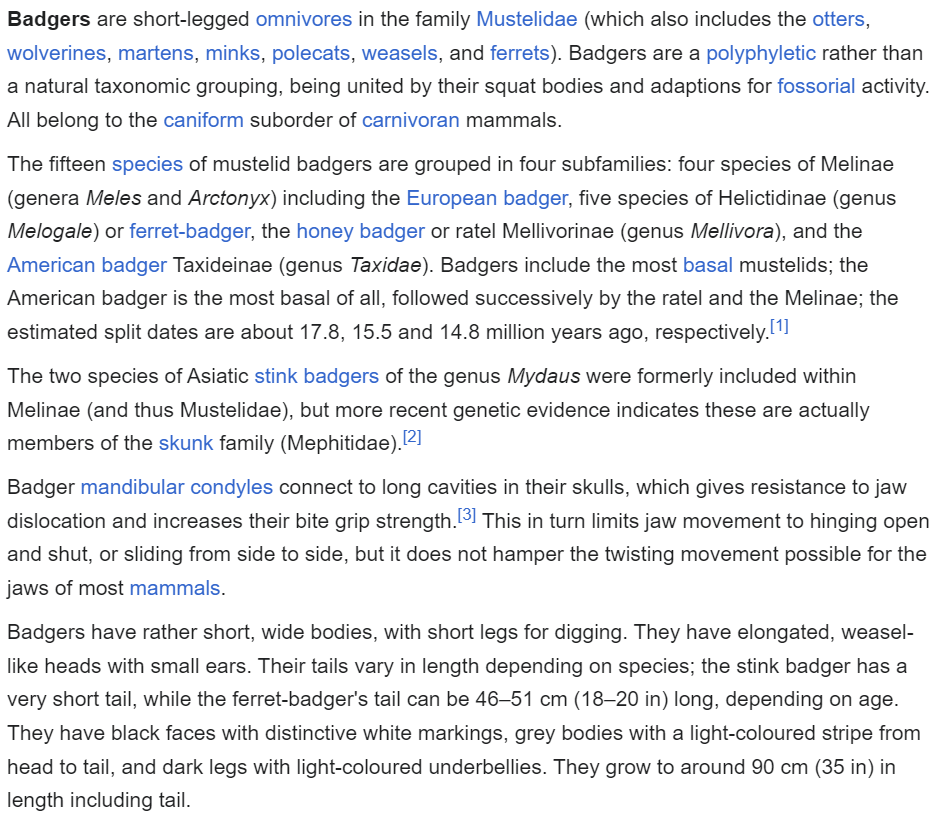 Badgers are short-legged omnivores in the family Mustelidae (which also includes the otters,
wolverines, martens, minks, polecats, weasels, and ferrets). Badgers are a polyphyletic rather than
a natural taxonomic grouping, being united by their squat bodies and adaptions for fossorial activity.
All belong to the caniform suborder of carnivoran mammals.
The fifteen species of mustelid badgers are grouped in four subfamilies: four species of Melinae
(genera Meles and Arctonyx) including the European badger, five species of Helictidinae (genus
Melogale) or ferret-badger, the honey badger or ratel Mellivorinae (genus Mellivora), and the
American badger Taxideinae (genus Taxidae). Badgers include the most basal mustelids; the
American badger is the most basal of all, followed successively by the ratel and the Melinae; the
estimated split dates are about 17.8, 15.5 and 14.8 million years ago, respectively.[1]
The two species of Asiatic stink badgers of the genus Mydaus were formerly included within
Melinae (and thus Mustelidae), but more recent genetic evidence indicates these are actually
members of the skunk family (Mephitidae).[2]
Badger mandibular condyles connect to long cavities in their skulls, which gives resistance to jaw
dislocation and increases their bite grip strength.[3] This in turn limits jaw movement to hinging open
and shut, or sliding from side to side, but it does not hamper the twisting movement possible for the
jaws of most mammals.
Badgers have rather short, wide bodies, with short legs for digging. They have elongated, weasel-
like heads with small ears. Their tails vary in length depending on species; the stink badger has a
very short tail, while the ferret-badger's tail can be 46–51 cm (18–20 in) long, depending on age.
They have black faces with distinctive white markings, grey bodies with a light-coloured stripe from
head to tail, and dark legs with light-coloured underbellies. They grow to around 90 cm (35 in) in
length including tail.